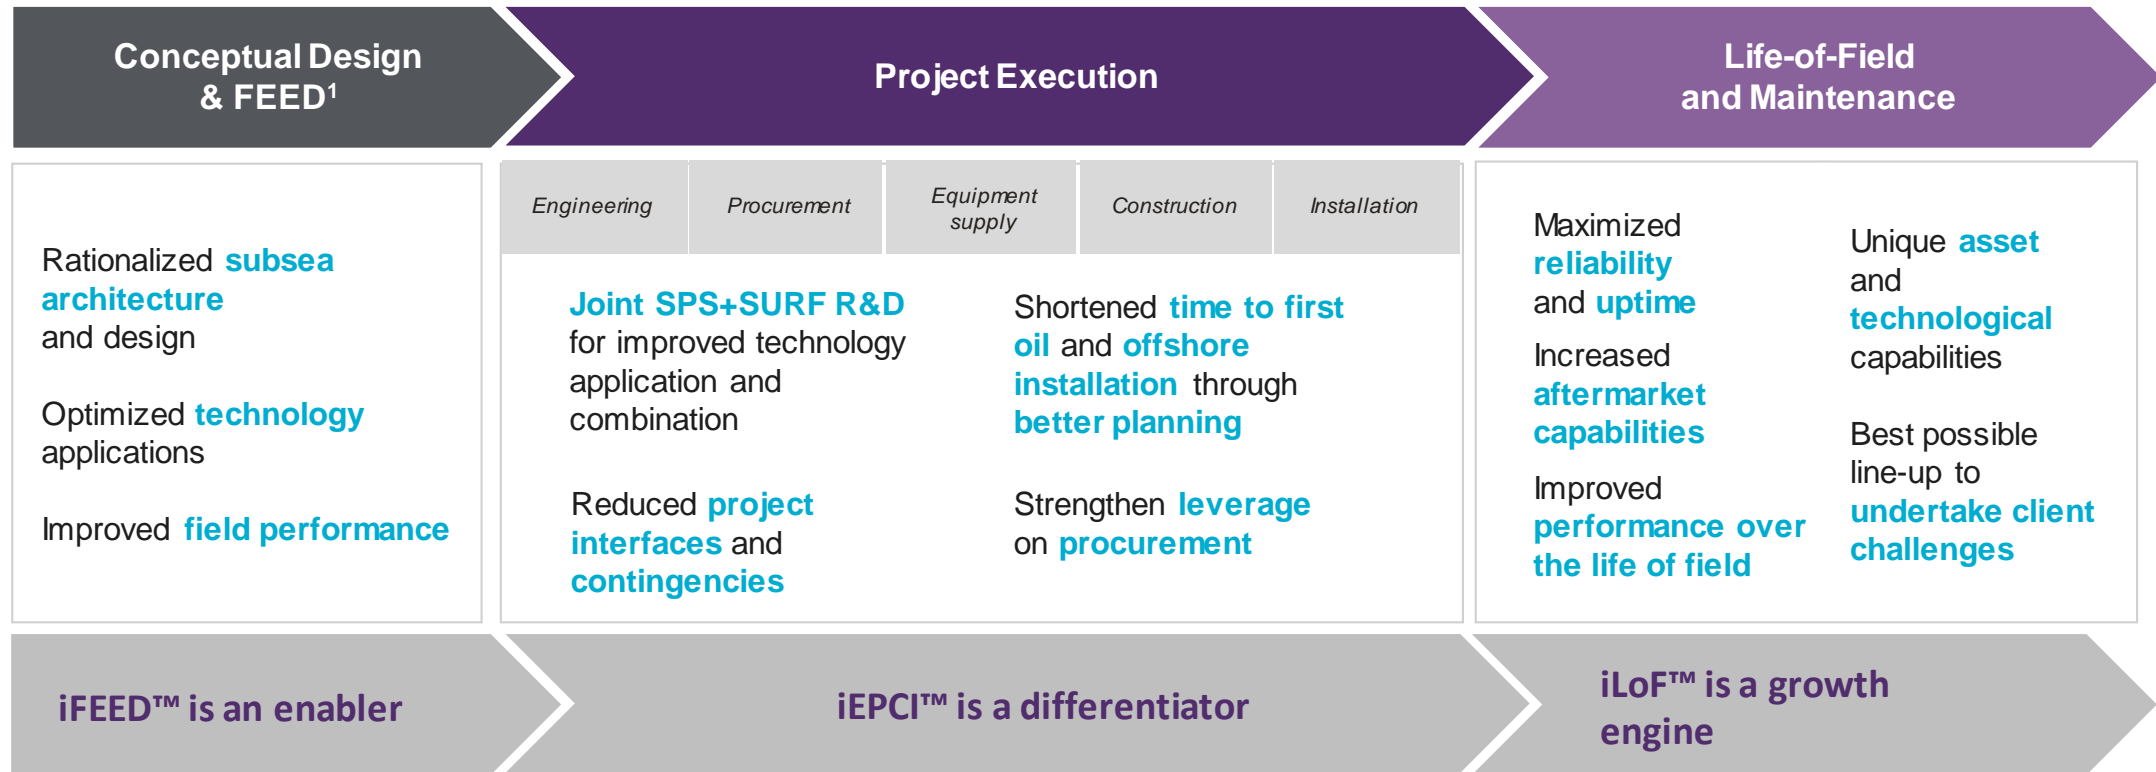 Conceptual Design
& FEED¹
Project Execution
Life-of-Field
and Maintenance
Rationalized subsea
architecture
and design
Optimized technology
applications
Improved field performance
Engineering
Procurement
Equipment
supply
Construction
Installation
Joint SPS+SURF R&D
for improved technology
application and
combination
Reduced project
interfaces and
contingencies
Shortened time to first
oil and offshore
installation through
better planning
Strengthen leverage
on procurement
Maximized
reliability
and uptime
Increased
aftermarket
capabilities
Improved
performance over
the life of field
Unique asset
and
technological
capabilities
Best possible
line-up to
undertake client
challenges
iFEED™ is an enabler
iEPCI™ is a differentiator
iLoF™ is a growth
engine